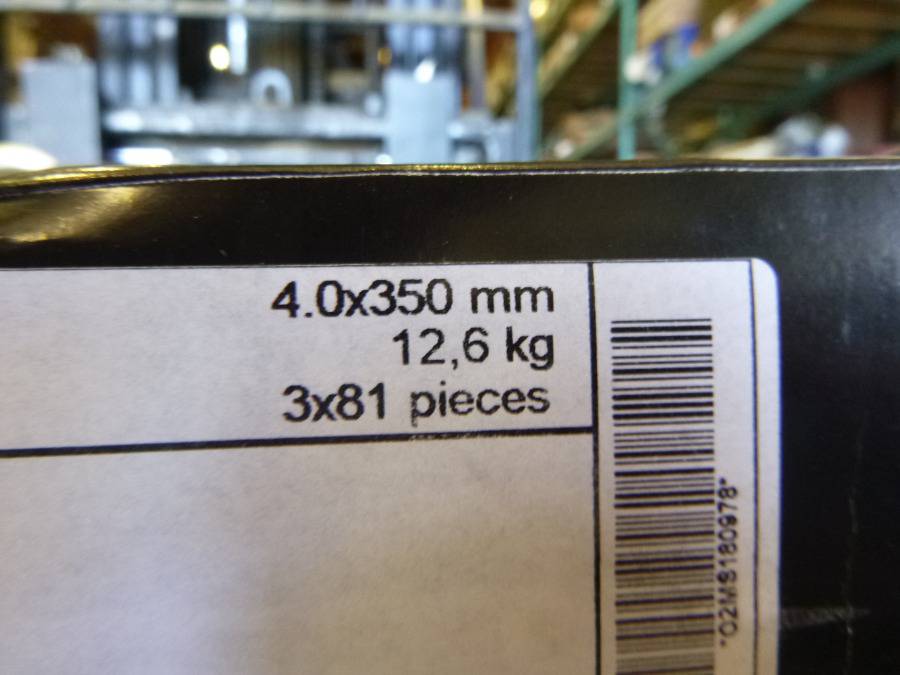 4.0x350 mm
12,6 kg
3x81 pieces
*O2MS180978*